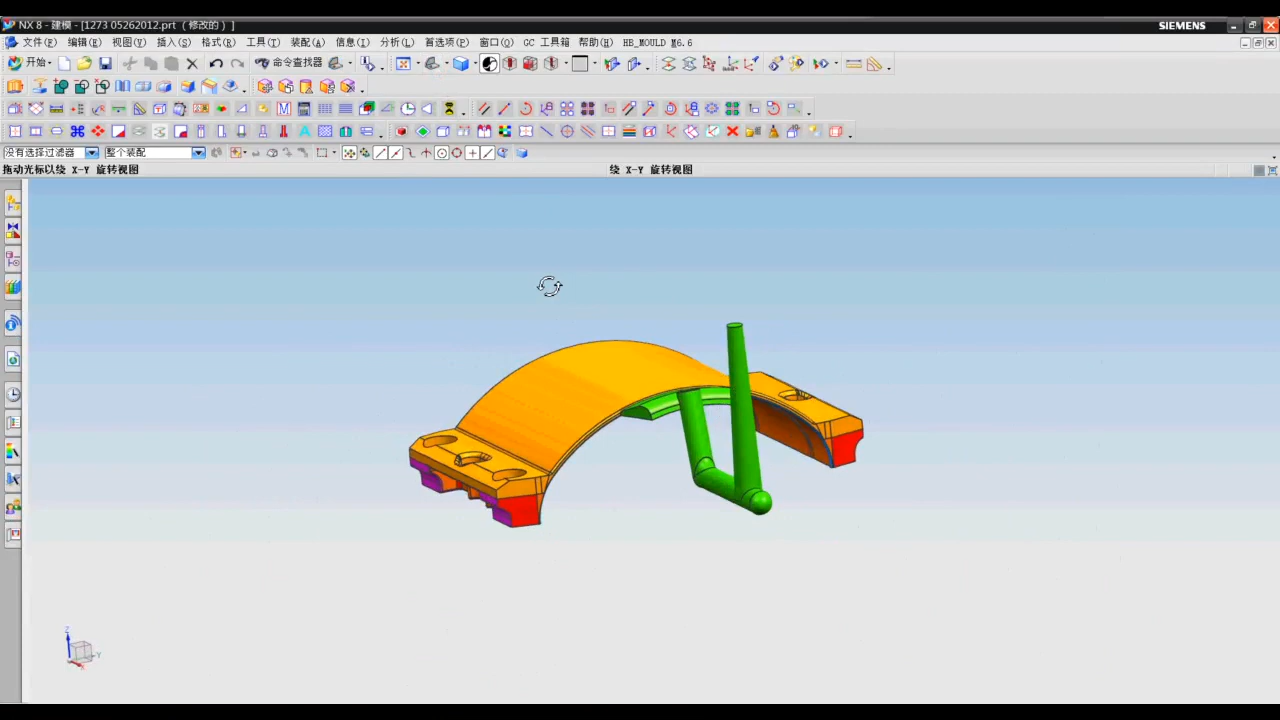 NX 8 - 建模 - [1273 05262012.prt （修改的） ]
SIEMENS
文件(F) 编辑(E) 视图(V) 插入(S) 格式(R) 工具(T) 装配(A) 信息(I) 分析(L) 首选项(P) 窗口(O) GC 工具箱 帮助(H) HB_MOULD M6.6
开始 命令查找器
没有选择过滤器 整个装配
拖动光标以绕 X-Y 旋转视图 绕 X-Y 旋转视图
Z
Y
X